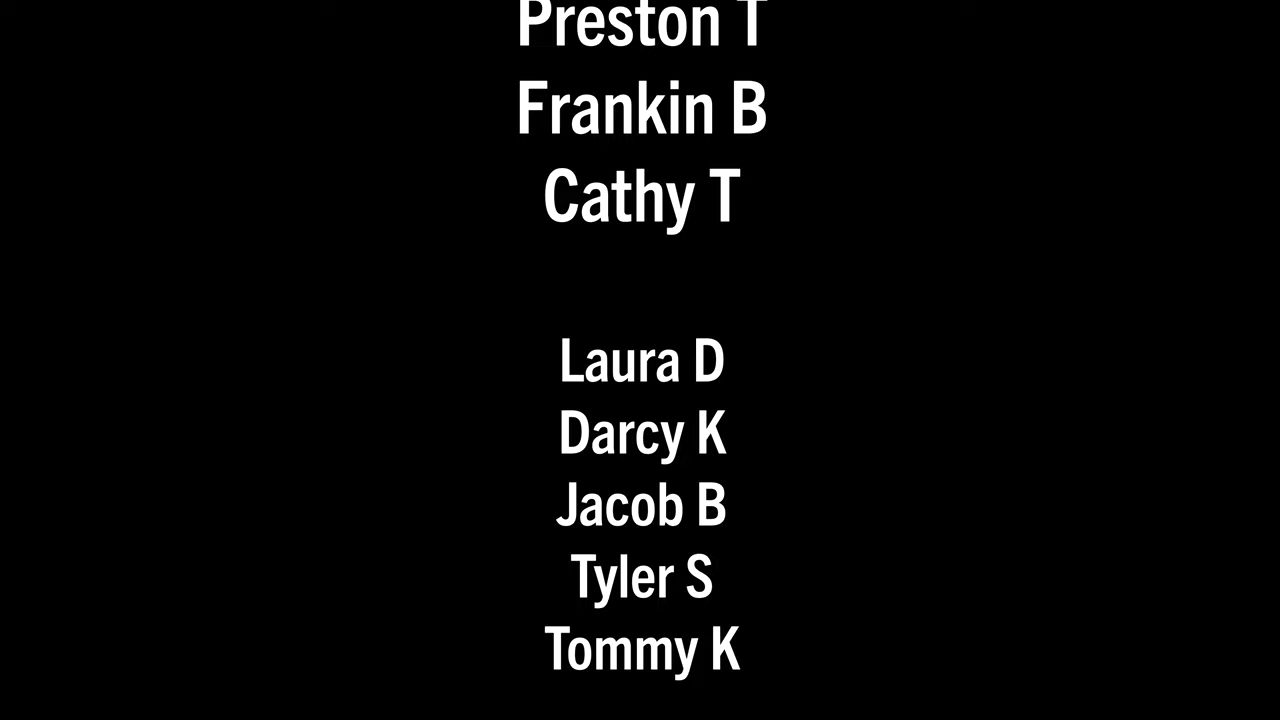 Preston T
Frankin B
Cathy T
Laura D
Darcy K
Jacob B
Tyler S
Tommy K